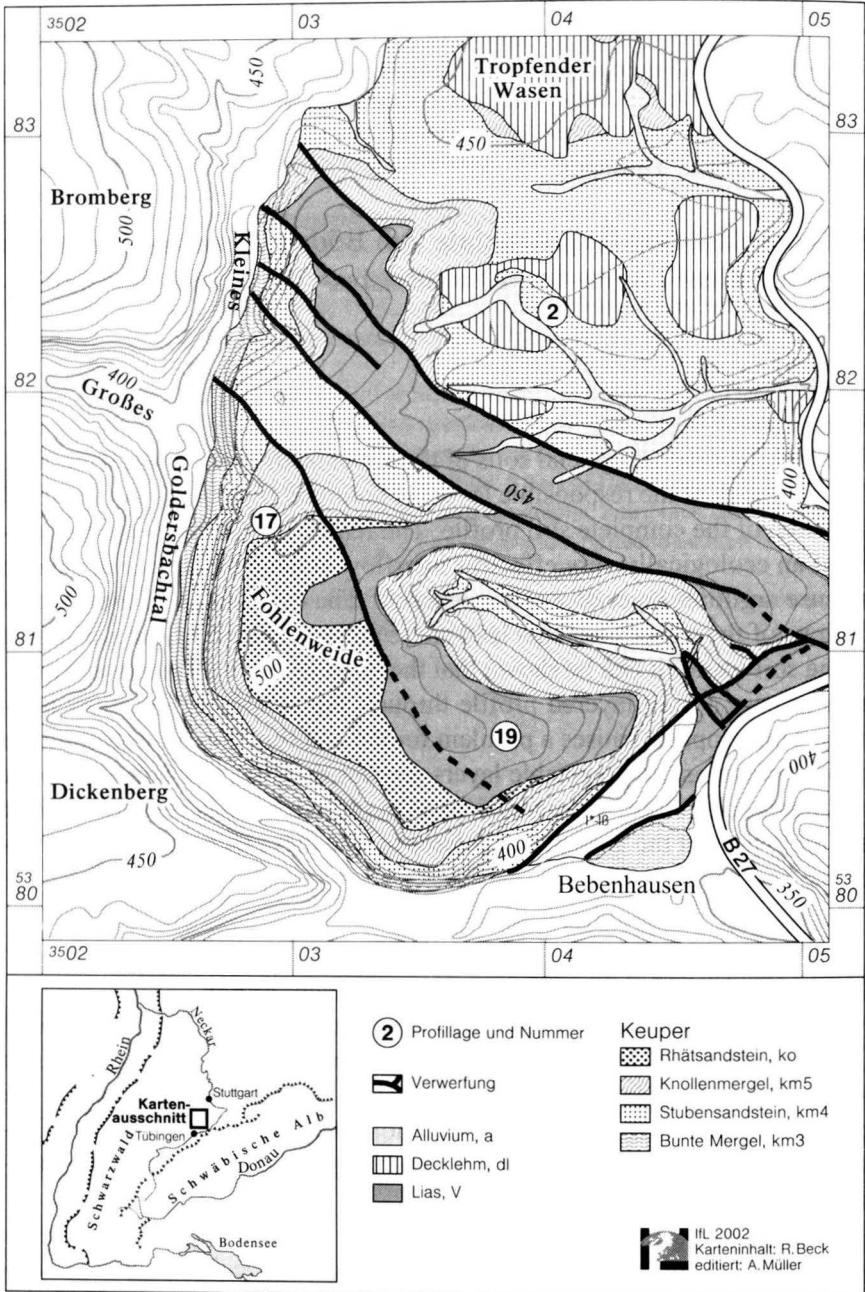 3502
03
04
05
450
Tropfender
Wasen
83
83
450
Bromberg
500
Kleines
2
82
82
400
Großes
450
400
Goldersbachtal
17
500
Fohlenweide
81
81
500
19
Dickenberg
400
400
450
B 27
350
53
80
53
80
Bebenhausen
3502
03
04
05
Rhein
Neckar
Stuttgart
Karten-
ausschnitt
Tübingen
Schwarzwald
Schwäbische Alb
Donau
Bodensee
2 Profillage und Nummer
Verwerfung
Alluvium, a
Decklehm, dl
Lias, V
Keuper
Rhätsandstein, ko
Knollenmergel, km5
Stubensandstein, km4
Bunte Mergel, km3
IfL 2002
Karteninhalt: R. Beck
editiert: A. Müller